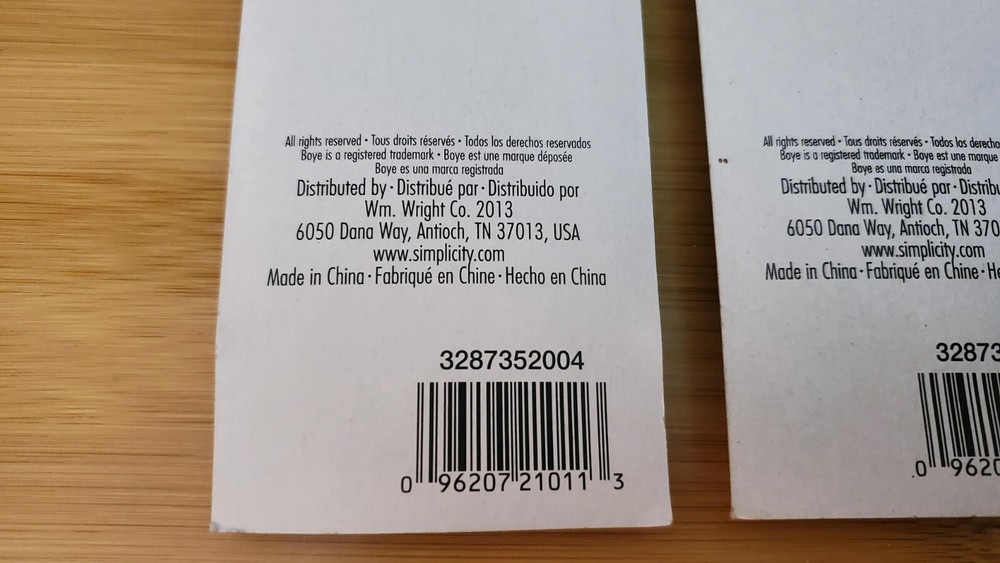 All rights reserved • Tous droits réservés • Todos los derechos reservados
Boye is a registered trademark • Boye est une marque déposée
Boye es una marca registrada
Distributed by • Distribué par • Distribuido por
Wm. Wright Co. 2013
6050 Dana Way, Antioch, TN 37013, USA
www.simplicity.com
Made in China • Fabriqué en Chine • Hecho en China
3287352004
0 96207 21011 3
All rights reserved • Tous droits réservés • Todos los
Boye is a registered trademark • Boye est une marque
Boye es una marca registrada
Distributed by • Distribué par •
Wm. Wright Co. 2013
6050 Dana Way, Antioch, TN
www.simplicity.com
Made in China • Fabriqué en Chine •
32873
0 9620